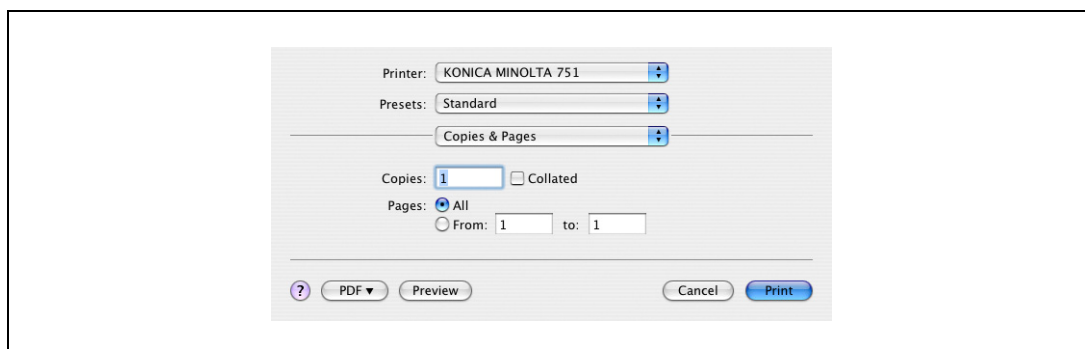 Printer: KONICA MINOLTA 751
Presets: Standard
Copies & Pages
Copies: 1 Collated
Pages: All
From: 1 to: 1
? PDF▼ Preview Cancel Print